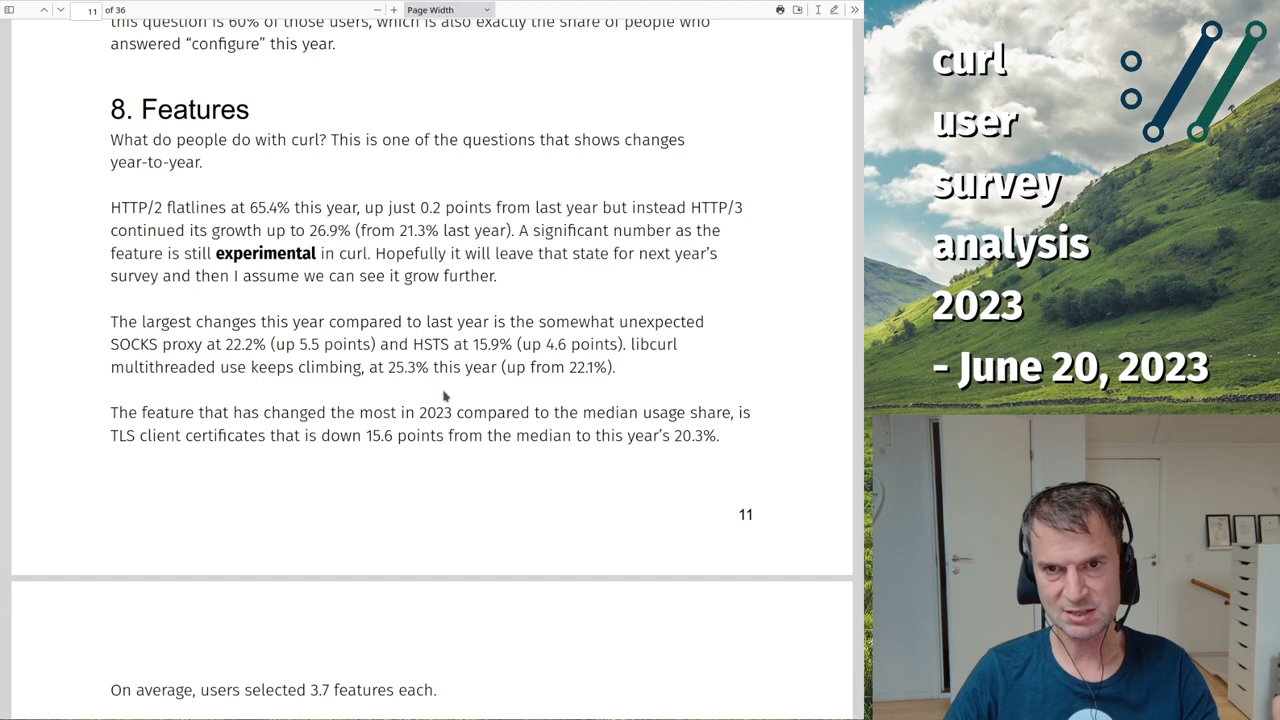 11
of 36
Page Width
this question is 60% of those users, which is also exactly the share of people who
answered “configure” this year.
8. Features
What do people do with curl? This is one of the questions that shows changes
year-to-year.
HTTP/2 flatlines at 65.4% this year, up just 0.2 points from last year but instead HTTP/3
continued its growth up to 26.9% (from 21.3% last year). A significant number as the
feature is still experimental in curl. Hopefully it will leave that state for next year’s
survey and then I assume we can see it grow further.
The largest changes this year compared to last year is the somewhat unexpected
SOCKS proxy at 22.2% (up 5.5 points) and HSTS at 15.9% (up 4.6 points). libcurl
multithreaded use keeps climbing, at 25.3% this year (up from 22.1%).
The feature that has changed the most in 2023 compared to the median usage share, is
TLS client certificates that is down 15.6 points from the median to this year’s 20.3%.
11
On average, users selected 3.7 features each.
curl
user
survey
analysis
2023
- June 20, 2023